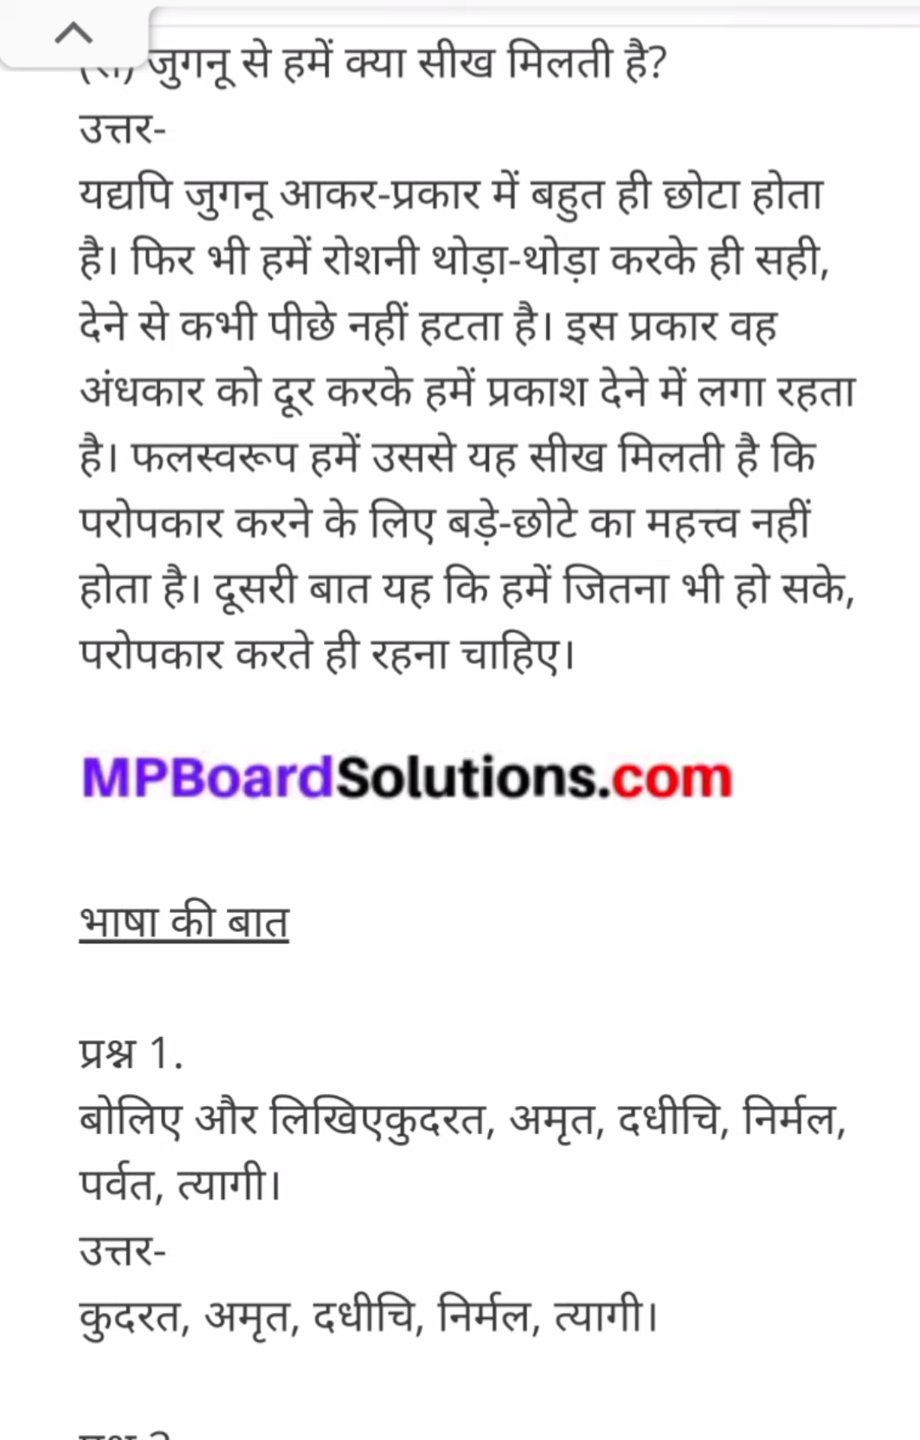 जुगनू से हमें क्या सीख मिलती है?
उत्तर-
यद्यपि जुगनू आकर-प्रकार में बहुत ही छोटा होता
है। फिर भी हमें रोशनी थोड़ा-थोड़ा करके ही सही,
देने से कभी पीछे नहीं हटता है। इस प्रकार वह
अंधकार को दूर करके हमें प्रकाश देने में लगा रहता
है। फलस्वरूप हमें उससे यह सीख मिलती है कि
परोपकार करने के लिए बड़े-छोटे का महत्त्व नहीं
होता है। दूसरी बात यह कि हमें जितना भी हो सके,
परोपकार करते ही रहना चाहिए।
MPBoardSolutions.com
भाषा की बात
प्रश्न 1.
बोलिए और लिखिएकुदरत, अमृत, दधीचि, निर्मल,
पर्वत, त्यागी।
उत्तर-
कुदरत, अमृत, दधीचि, निर्मल, त्यागी।